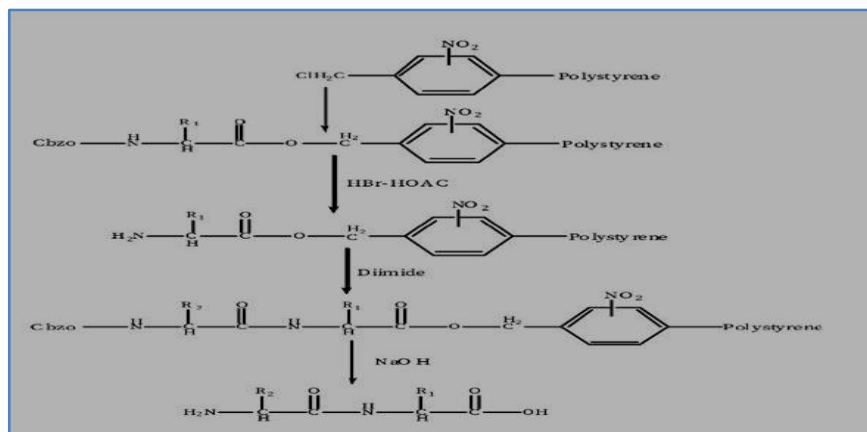 NO₂
ClH₂C Polystyrene
NO₂
H R₁ O H₂
Cbzo N C O C Polystyrene
H
HBr-HOAC
NO₂
R₁ O H₂
H₂N C C O C Polystyrene
H
Diimide
NO₂
R₂ O H R₁ O H₂
Cbzo N C C N C C O C Polystyrene
H H H
NaOH
R₂ O H R₁ O
H₂N C C N C C OH
H H